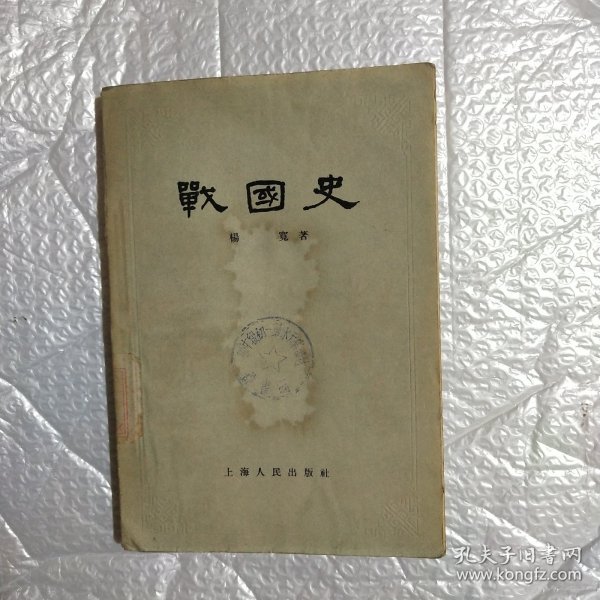 戰國史
楊 寬 著
上海人民出版社
孔夫子旧书网
www.kongfz.com